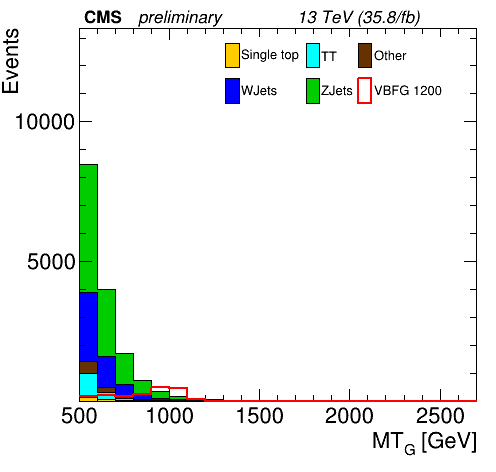 CMS preliminary 13 TeV (35.8/fb)
Events
Single top TT Other
WJets ZJets VBFG 1200
10000
5000
500 1000 1500 2000 2500
MT_G [GeV]